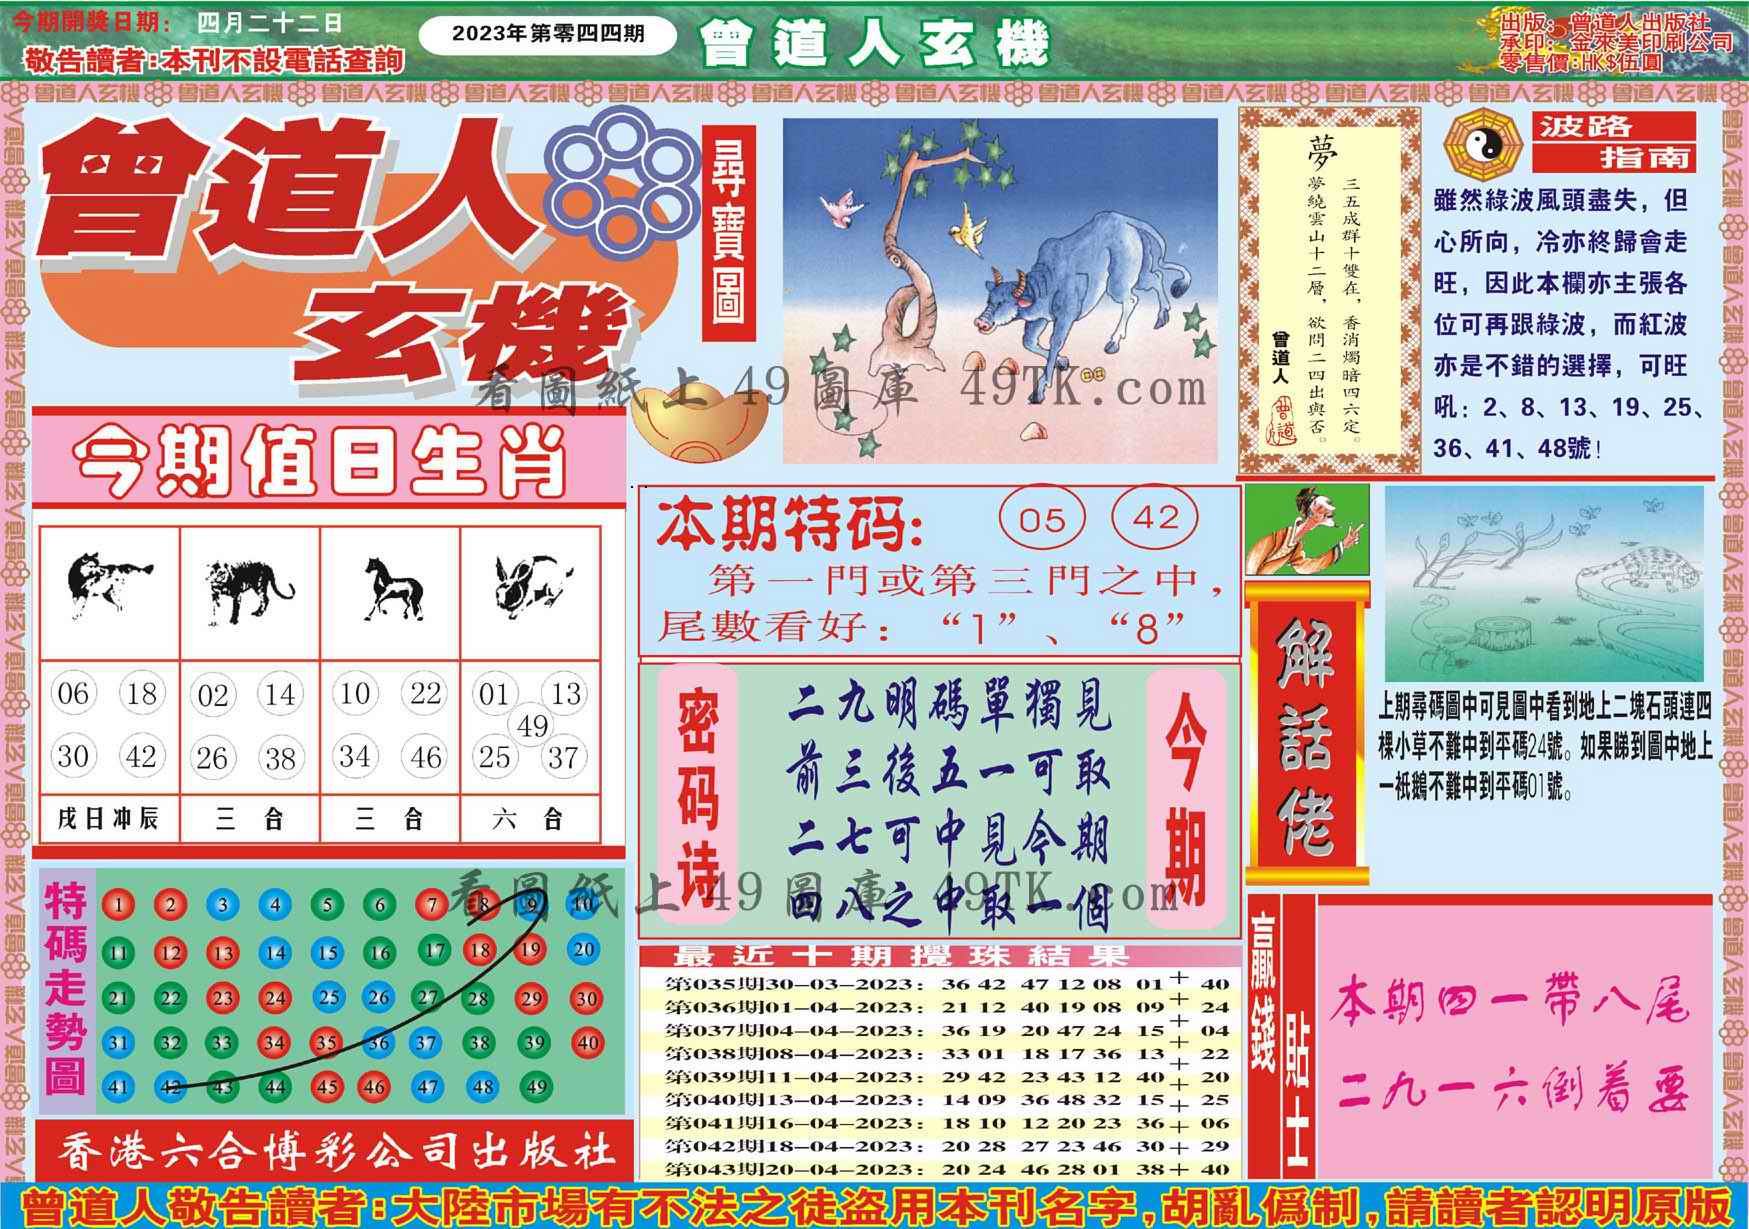 今期開獎日期： 四月二十二日
敬告讀者:本刊不設電話查詢
2023年第零四四期
曾道人玄機
出版：曾道人出版社
承印：金來美印刷公司
零售價:HK$伍圓
曾道人玄機
尋寶圖
夢
三五成群十雙在，香消燭暗四六定。
夢繞雲山十二層，欲問二四出與否。
曾道人
波路
指南
雖然綠波風頭盡失，但
心所向，冷亦終歸會走
旺，因此本欄亦主張各
位可再跟綠波，而紅波
亦是不錯的選擇，可旺
吼：2、8、13、19、25、
36、41、48號！
看圖紙上49圖庫 49TK.com
今期值日生肖
06 18 02 14 10 22 01 13
49
30 42 26 38 34 46 25 37
戌日冲辰 三合 三合 六合
本期特码: 05 42
第一門或第三門之中,
尾數看好：“1”、“8”
密码诗
二九明碼單獨見
前三後五一可取
二七可中見今期
四八之中取一個
今期
解話佬
上期尋碼圖中可見圖中看到地上二塊石頭連四
棵小草不難中到平碼24號。如果睇到圖中地上
一祇鵝不難中到平碼01號。
特碼走勢圖
1 2 3 4 5 6 7 8 9 10
11 12 13 14 15 16 17 18 19 20
21 22 23 24 25 26 27 28 29 30
31 32 33 34 35 36 37 38 39 40
41 42 43 44 45 46 47 48 49
看圖紙上49圖庫 49TK.com
最近十期攪珠結果
第035期30-03-2023：36 42 47 12 08 01 + 40
第036期01-04-2023：21 12 40 19 08 09 + 24
第037期04-04-2023：36 19 20 47 24 15 + 04
第038期08-04-2023：33 01 18 17 36 13 + 22
第039期11-04-2023：29 42 23 43 12 40 + 20
第040期13-04-2023：14 09 36 48 32 15 + 25
第041期16-04-2023：18 10 12 20 23 36 + 06
第042期18-04-2023：20 28 27 23 46 30 + 29
第043期20-04-2023：20 24 46 28 01 38 + 40
贏錢貼士
本期四一帶八尾
二九一六倒着要
香港六合博彩公司出版社
曾道人敬告讀者:大陸市場有不法之徒盜用本刊名字,胡亂僞制,請讀者認明原版